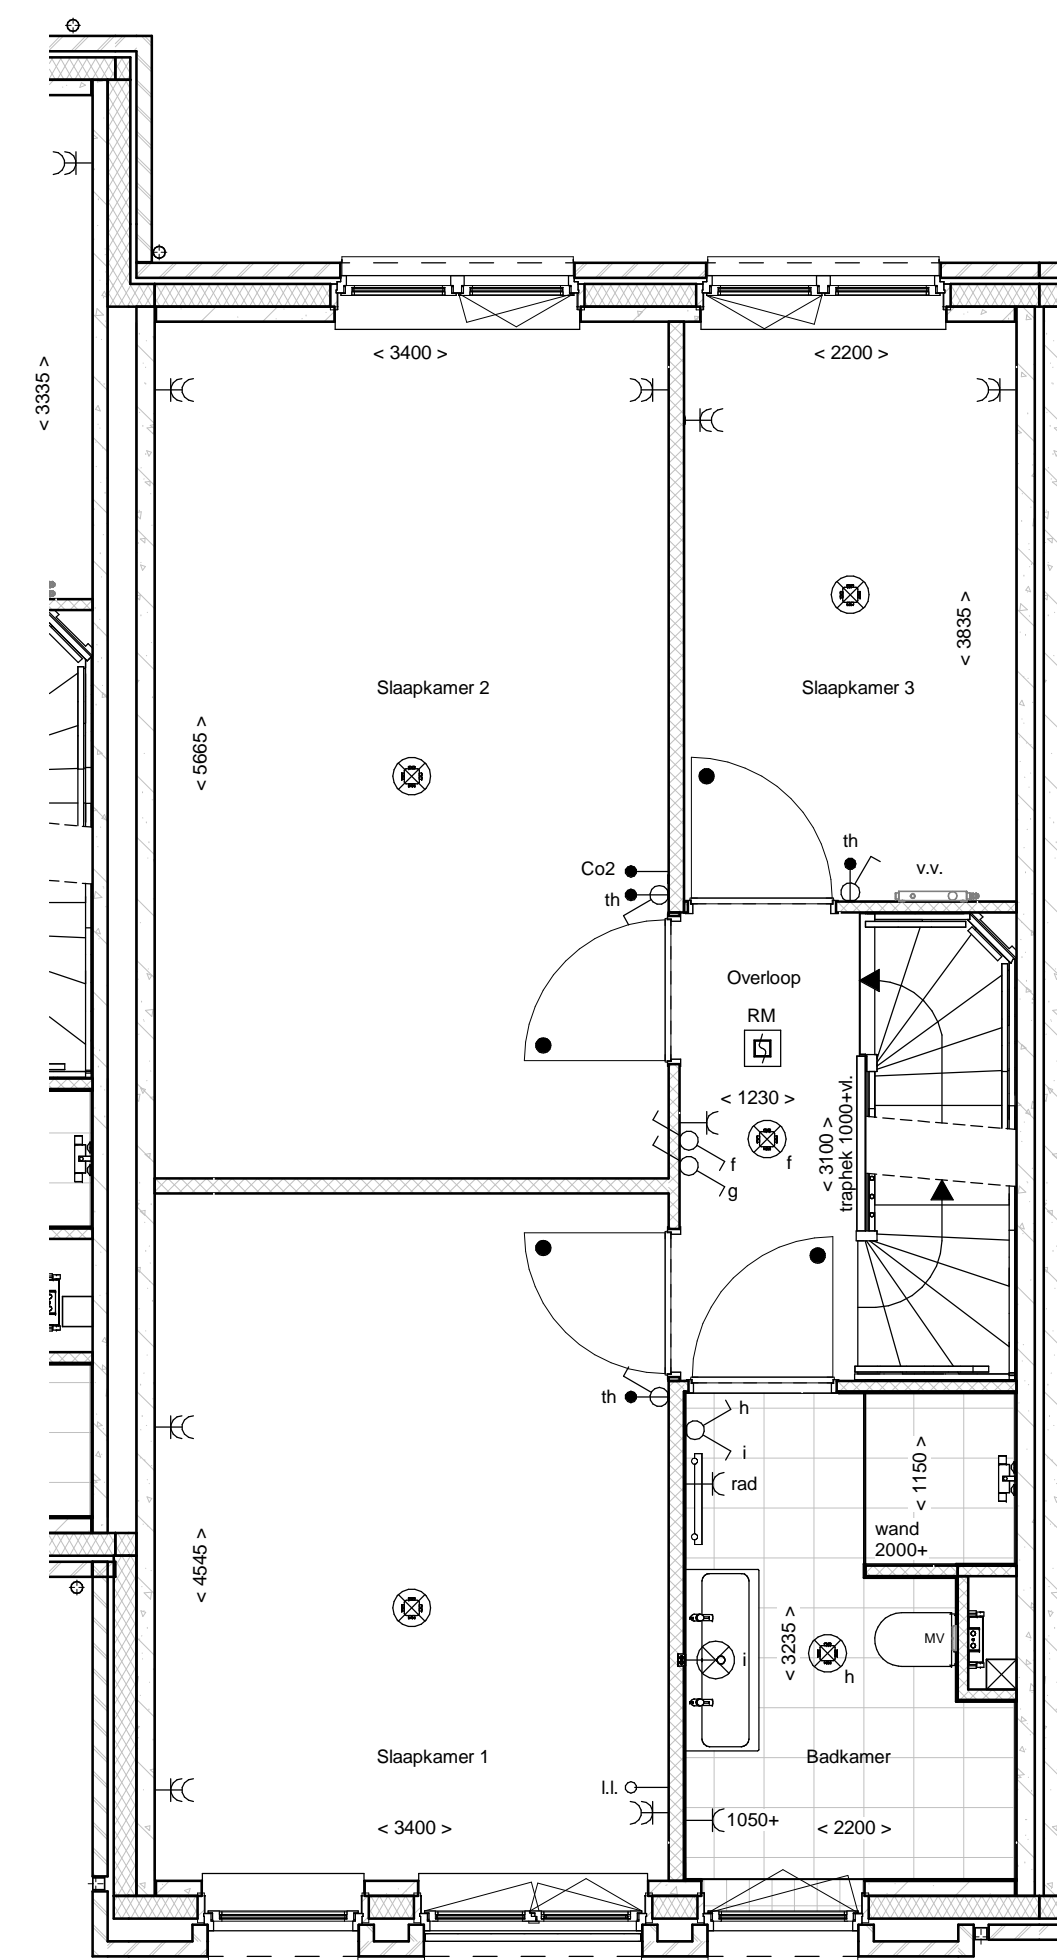 < 3400 >
< 2200 >
< 3335 >
< 3835 >
Slaapkamer 2
Slaapkamer 3
< 5665 >
th
v.v.
Co2
th
Overloop
RM
< 1230 >
< 3100 >
traphek 1000+vl.
f
f
g
th
h
i
rad
< 1150 >
wand
2000+
< 4545 >
< 3235 >
MV
i
h
Slaapkamer 1
Badkamer
l.l.
1050+
< 3400 >
< 2200 >